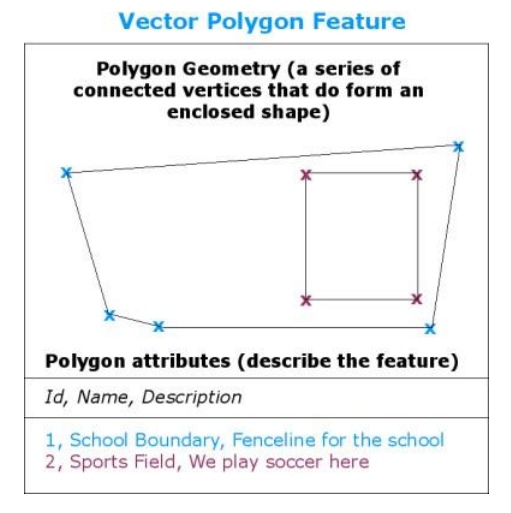 Vector Polygon Feature
Polygon Geometry (a series of
connected vertices that do form an
enclosed shape)
Polygon attributes (describe the feature)
Id, Name, Description
1, School Boundary, Fenceline for the school
2, Sports Field, We play soccer here